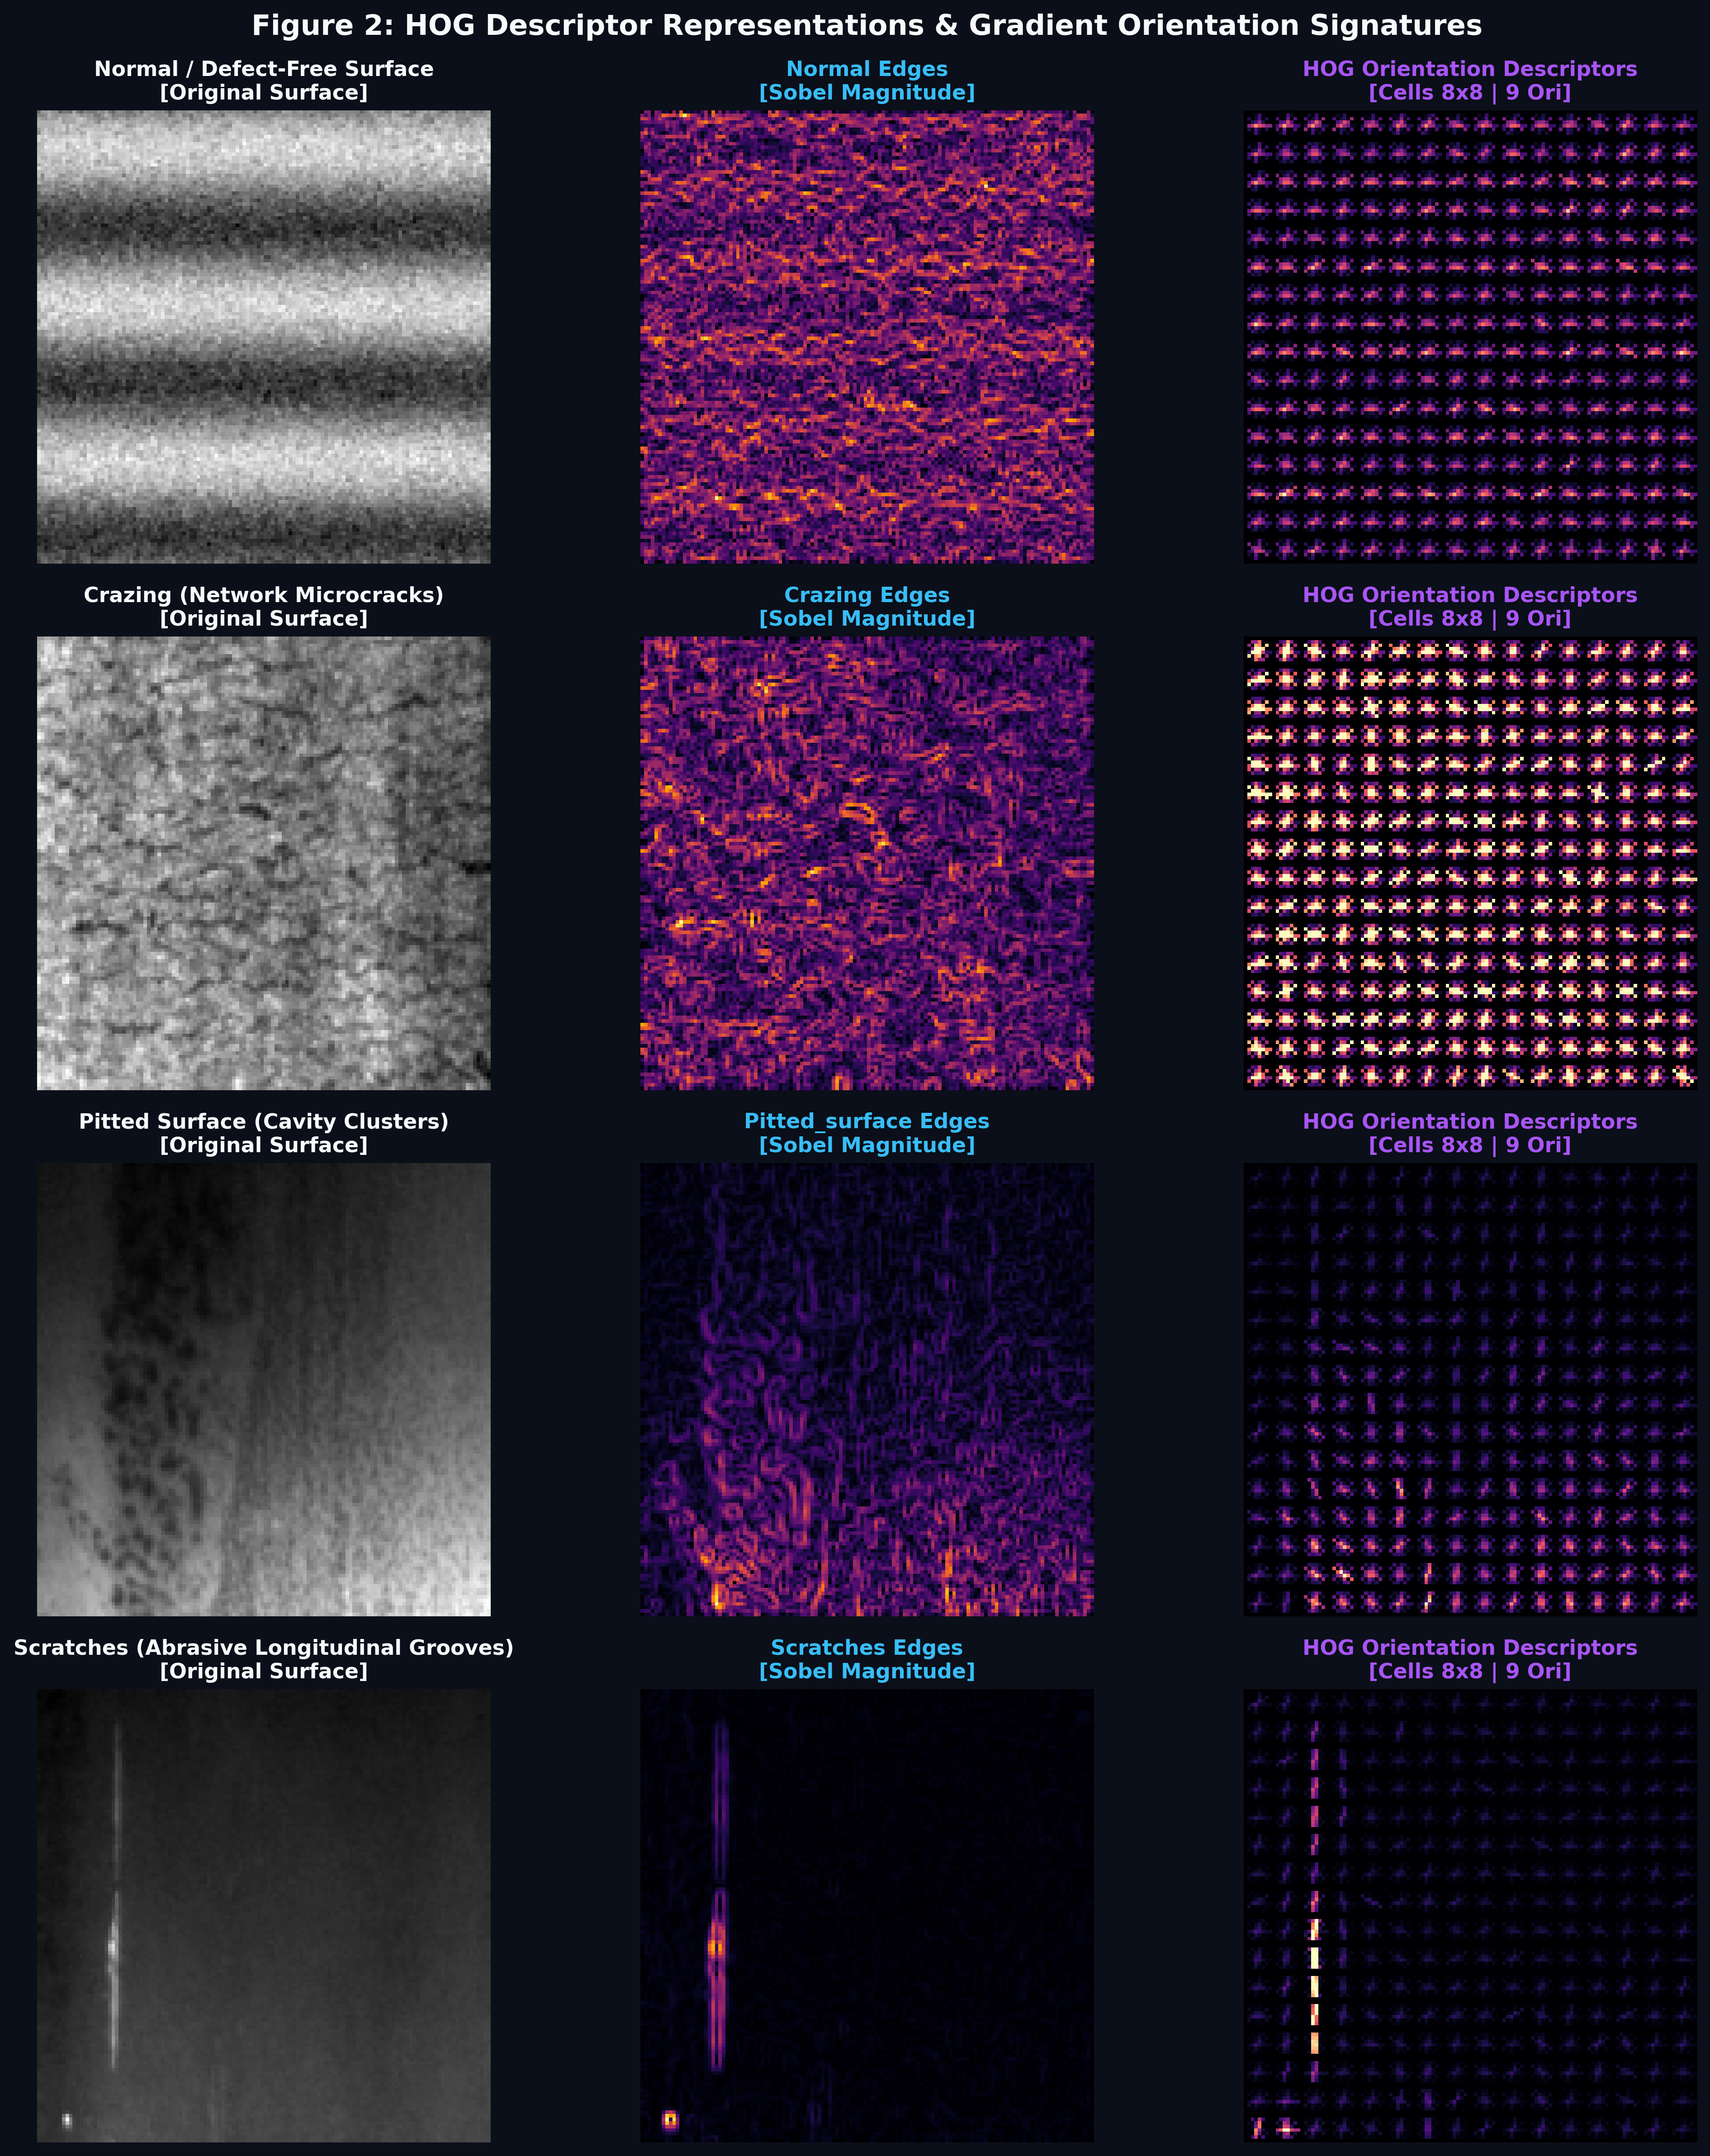 Figure 2: HOG Descriptor Representations & Gradient Orientation Signatures
Normal / Defect-Free Surface
[Original Surface]
Normal Edges
[Sobel Magnitude]
HOG Orientation Descriptors
[Cells 8x8 | 9 Ori]
Crazing (Network Microcracks)
[Original Surface]
Crazing Edges
[Sobel Magnitude]
HOG Orientation Descriptors
[Cells 8x8 | 9 Ori]
Pitted Surface (Cavity Clusters)
[Original Surface]
Pitted_surface Edges
[Sobel Magnitude]
HOG Orientation Descriptors
[Cells 8x8 | 9 Ori]
Scratches (Abrasive Longitudinal Grooves)
[Original Surface]
Scratches Edges
[Sobel Magnitude]
HOG Orientation Descriptors
[Cells 8x8 | 9 Ori]